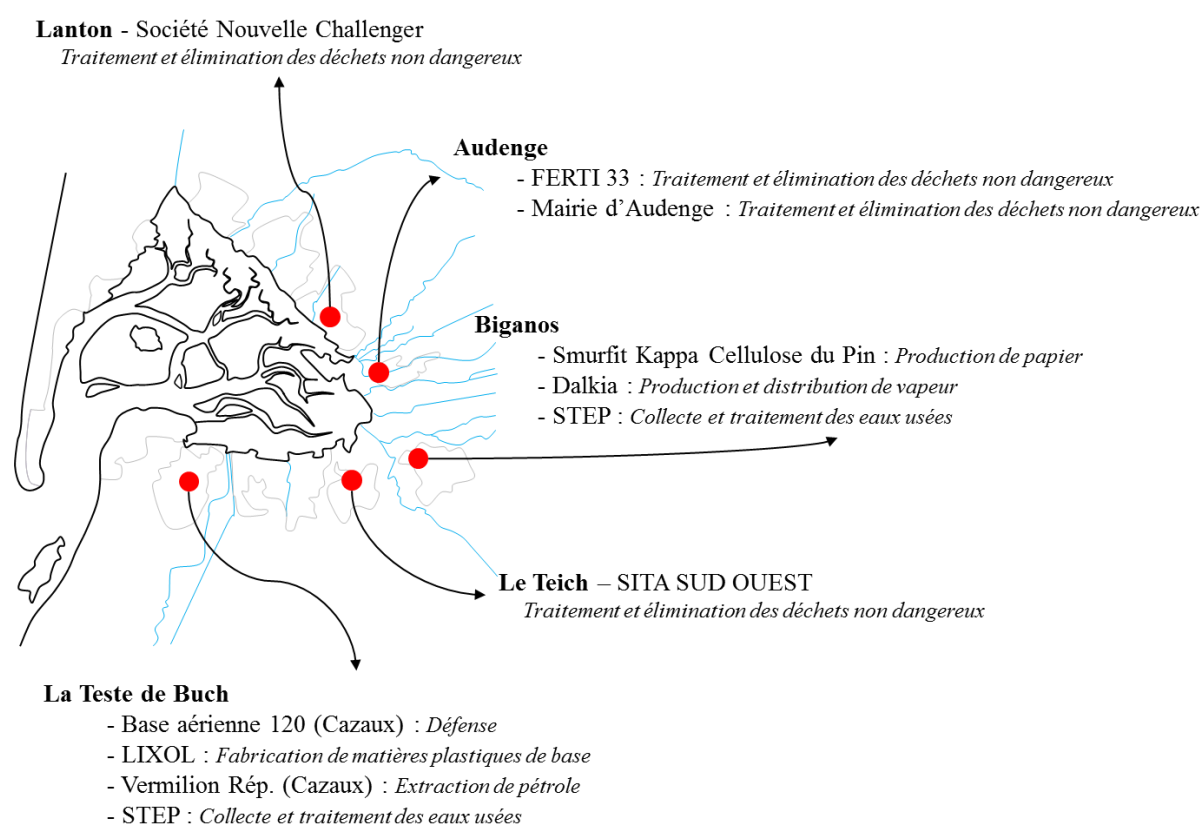 Lanton - Société Nouvelle Challenger
Traitement et élimination des déchets non dangereux
Audenge
- FERTI 33 : Traitement et élimination des déchets non dangereux
- Mairie d'Audenge : Traitement et élimination des déchets non dangereux
Biganos
- Smurfit Kappa Cellulose du Pin : Production de papier
- Dalkia : Production et distribution de vapeur
- STEP : Collecte et traitement des eaux usées
Le Teich – SITA SUD OUEST
Traitement et élimination des déchets non dangereux
La Teste de Buch
- Base aérienne 120 (Cazaux) : Défense
- LIXOL : Fabrication de matières plastiques de base
- Vermilion Rép. (Cazaux) : Extraction de pétrole
- STEP : Collecte et traitement des eaux usées